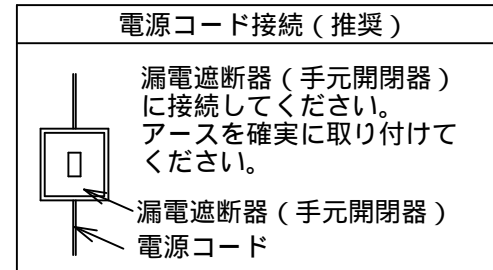 電源コード接続（推奨）
漏電遮断器（手元開閉器）
に接続してください。
アースを確実に取り付けて
ください。
漏電遮断器（手元開閉器）
電源コード